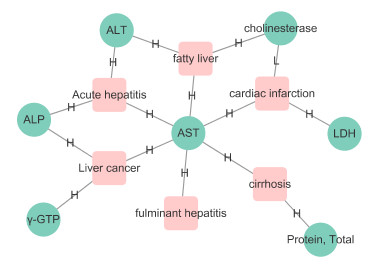 ALT
cholinesterase
H
H
fatty liver
H
L
H
Acute hepatitis
cardiac infarction
ALP
H
H
H
H
AST
LDH
H
H
Liver cancer
H
H
cirrhosis
H
H
γ-GTP
fulminant hepatitis
H
Protein, Total